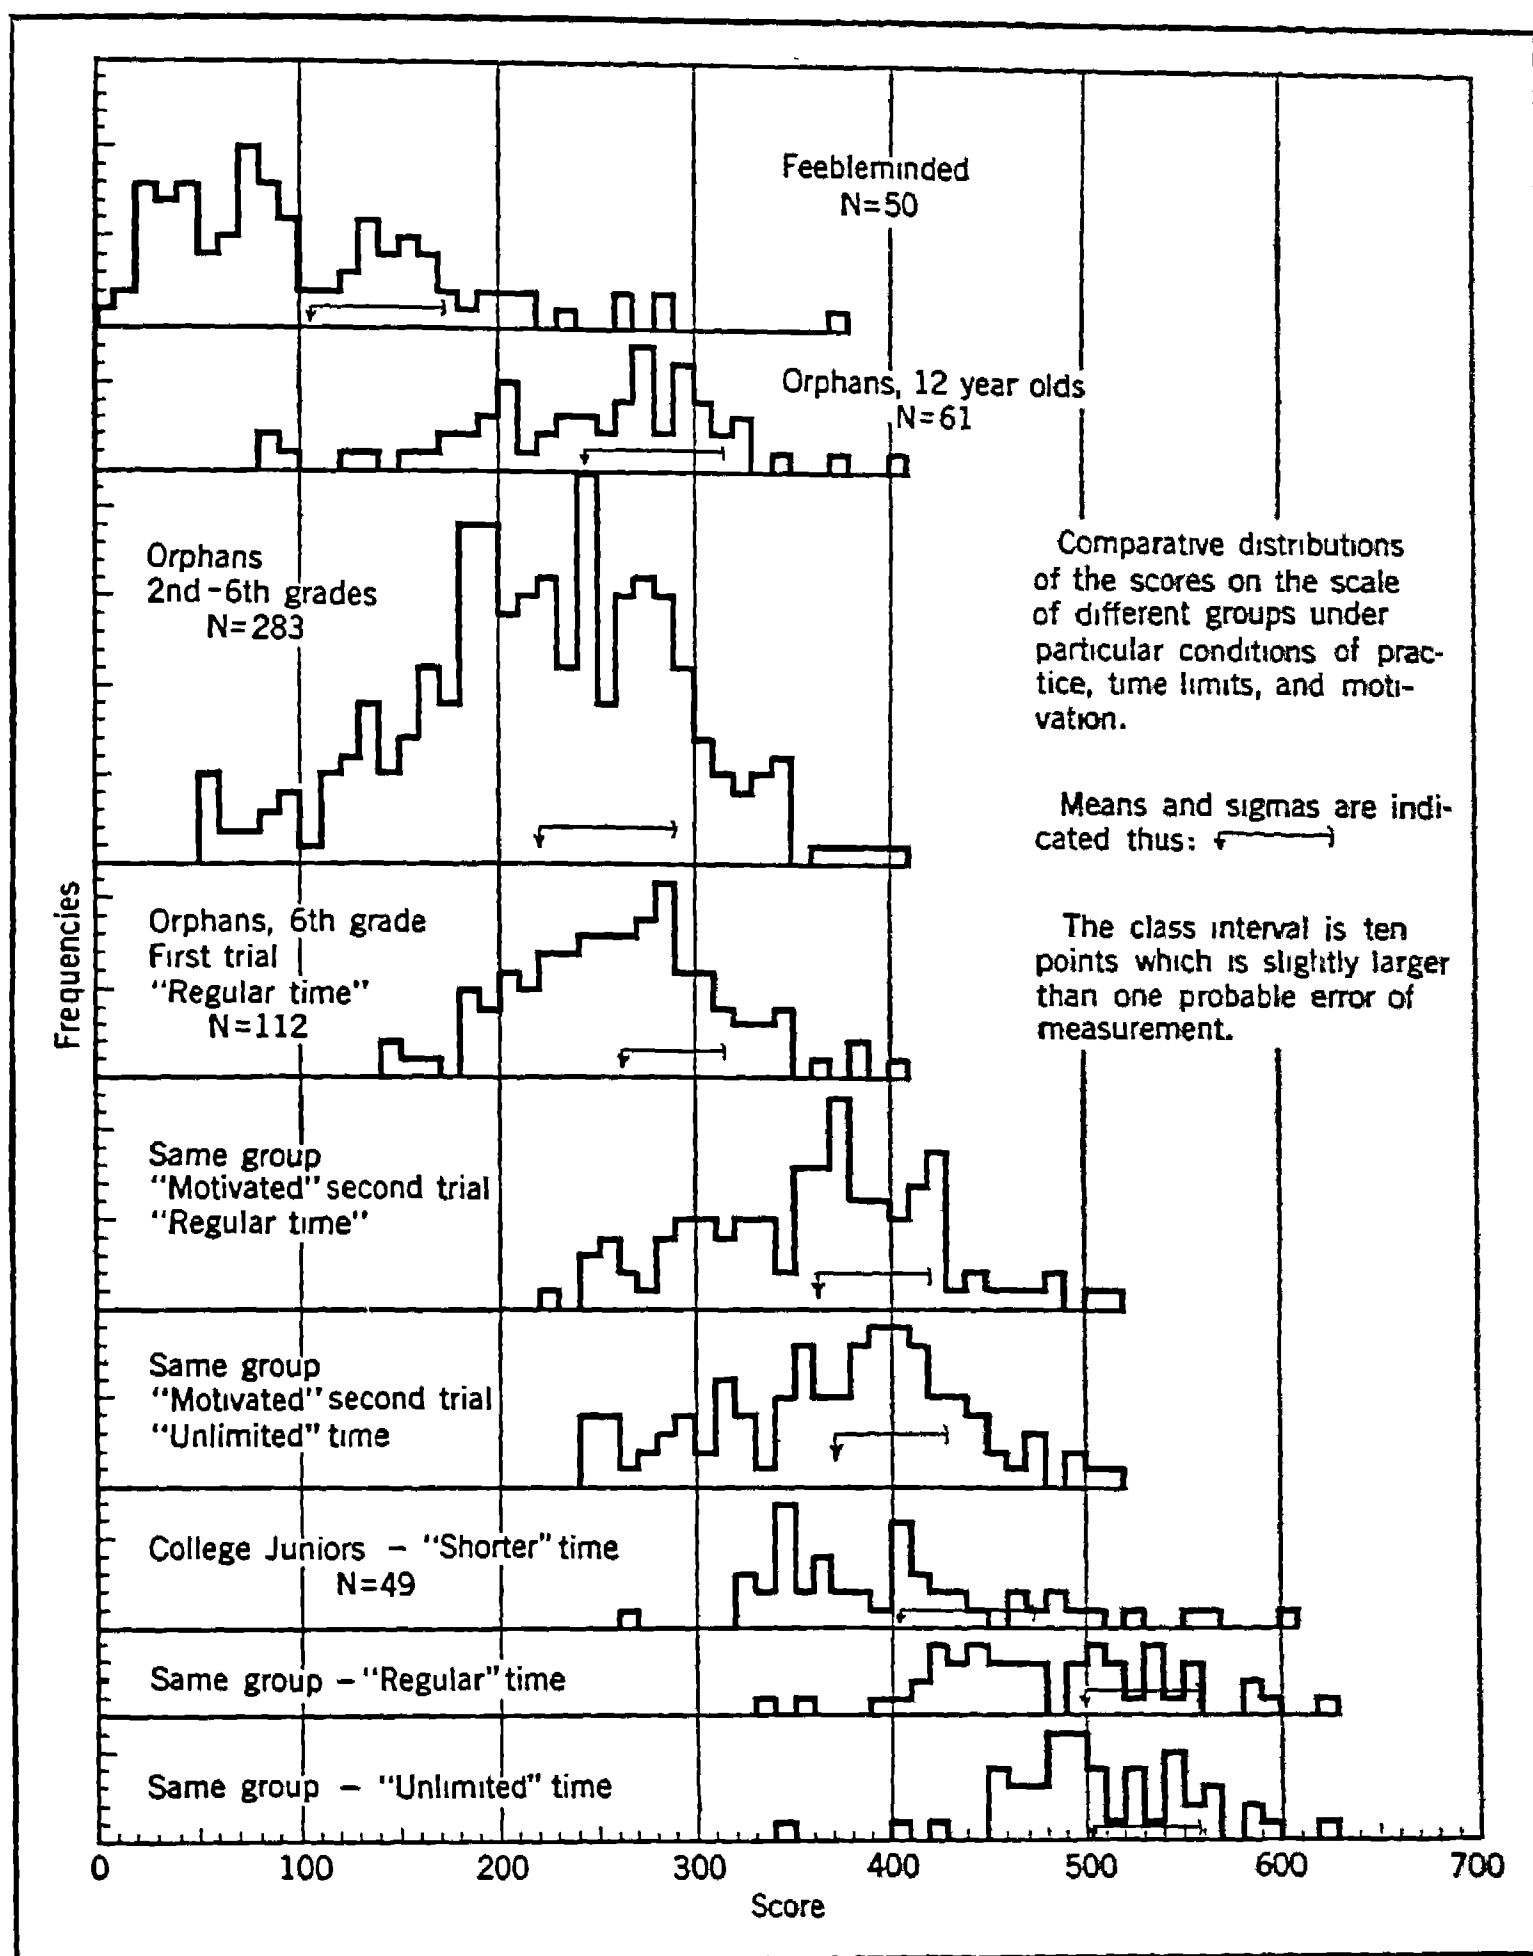 Feebleminded
N=50
Orphans, 12 year olds
N=61
Orphans
2nd-6th grades
N=283
Comparative distributions
of the scores on the scale
of different groups under
particular conditions of prac-
tice, time limits, and moti-
vation.
Means and sigmas are indi-
cated thus:
The class interval is ten
points which is slightly larger
than one probable error of
measurement.
Orphans, 6th grade
First trial
"Regular time"
N=112
Same group
"Motivated" second trial
"Regular time"
Same group
"Motivated" second trial
"Unlimited" time
College Juniors - "Shorter" time
N=49
Same group - "Regular" time
Same group - "Unlimited" time
Frequencies
0 100 200 300 400 500 600 700
Score